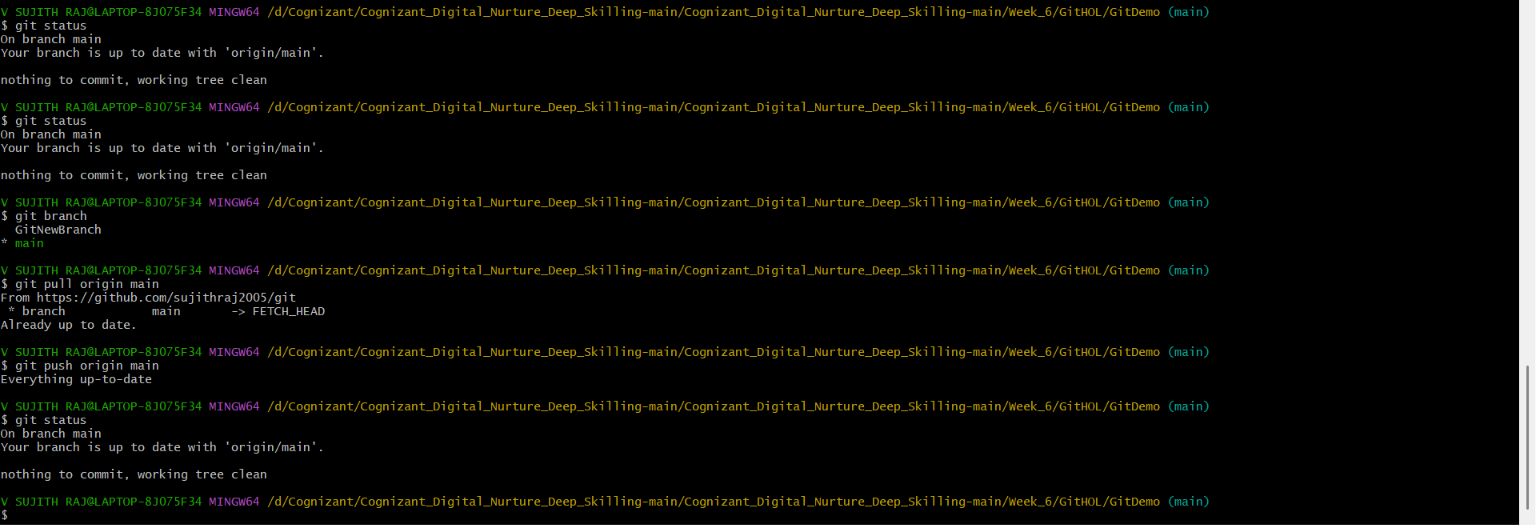 V SUJITH RAJ@LAPTOP-8JO75F34 MINGW64 /d/Cognizant/Cognizant_Digital_Nurture_Deep_Skilling-main/Cognizant_Digital_Nurture_Deep_Skilling-main/Week_6/GitHOL/GitDemo (main)
$ git status
On branch main
Your branch is up to date with 'origin/main'.
nothing to commit, working tree clean
V SUJITH RAJ@LAPTOP-8JO75F34 MINGW64 /d/Cognizant/Cognizant_Digital_Nurture_Deep_Skilling-main/Cognizant_Digital_Nurture_Deep_Skilling-main/Week_6/GitHOL/GitDemo (main)
$ git status
On branch main
Your branch is up to date with 'origin/main'.
nothing to commit, working tree clean
V SUJITH RAJ@LAPTOP-8JO75F34 MINGW64 /d/Cognizant/Cognizant_Digital_Nurture_Deep_Skilling-main/Cognizant_Digital_Nurture_Deep_Skilling-main/Week_6/GitHOL/GitDemo (main)
$ git branch
  GitNewBranch
* main
V SUJITH RAJ@LAPTOP-8JO75F34 MINGW64 /d/Cognizant/Cognizant_Digital_Nurture_Deep_Skilling-main/Cognizant_Digital_Nurture_Deep_Skilling-main/Week_6/GitHOL/GitDemo (main)
$ git pull origin main
From https://github.com/sujithraj2005/git
 * branch            main       -> FETCH_HEAD
Already up to date.
V SUJITH RAJ@LAPTOP-8JO75F34 MINGW64 /d/Cognizant/Cognizant_Digital_Nurture_Deep_Skilling-main/Cognizant_Digital_Nurture_Deep_Skilling-main/Week_6/GitHOL/GitDemo (main)
$ git push origin main
Everything up-to-date
V SUJITH RAJ@LAPTOP-8JO75F34 MINGW64 /d/Cognizant/Cognizant_Digital_Nurture_Deep_Skilling-main/Cognizant_Digital_Nurture_Deep_Skilling-main/Week_6/GitHOL/GitDemo (main)
$ git status
On branch main
Your branch is up to date with 'origin/main'.
nothing to commit, working tree clean
V SUJITH RAJ@LAPTOP-8JO75F34 MINGW64 /d/Cognizant/Cognizant_Digital_Nurture_Deep_Skilling-main/Cognizant_Digital_Nurture_Deep_Skilling-main/Week_6/GitHOL/GitDemo (main)
$